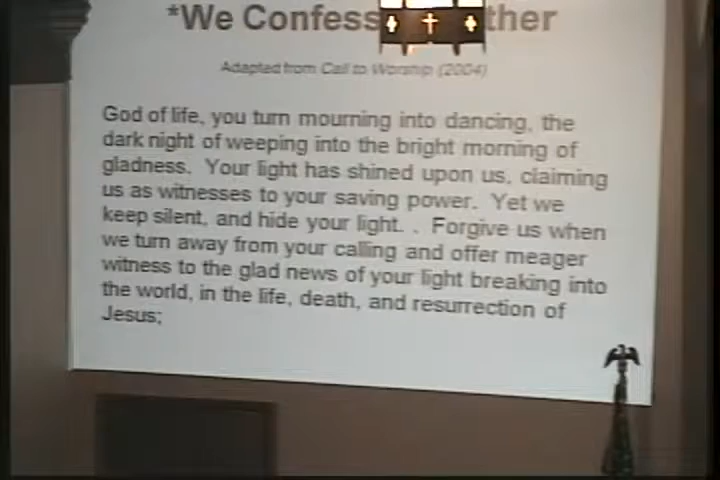 *We Confess ther
Adapted from Call to Worship (2004)
God of life, you turn mourning into dancing, the
dark night of weeping into the bright morning of
gladness. Your light has shined upon us, claiming
us as witnesses to your saving power. Yet we
keep silent, and hide your light. . Forgive us when
we turn away from your calling and offer meager
witness to the glad news of your light breaking into
the world, in the life, death, and resurrection of
Jesus;